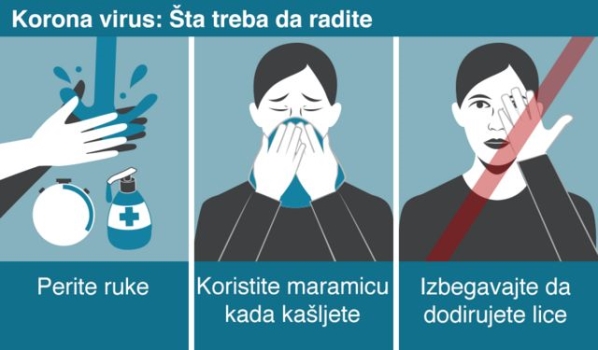 Korona virus: Šta treba da radite
Perite ruke
Koristite maramicu
kada kašljete
Izbegavajte da
dodirujete lice